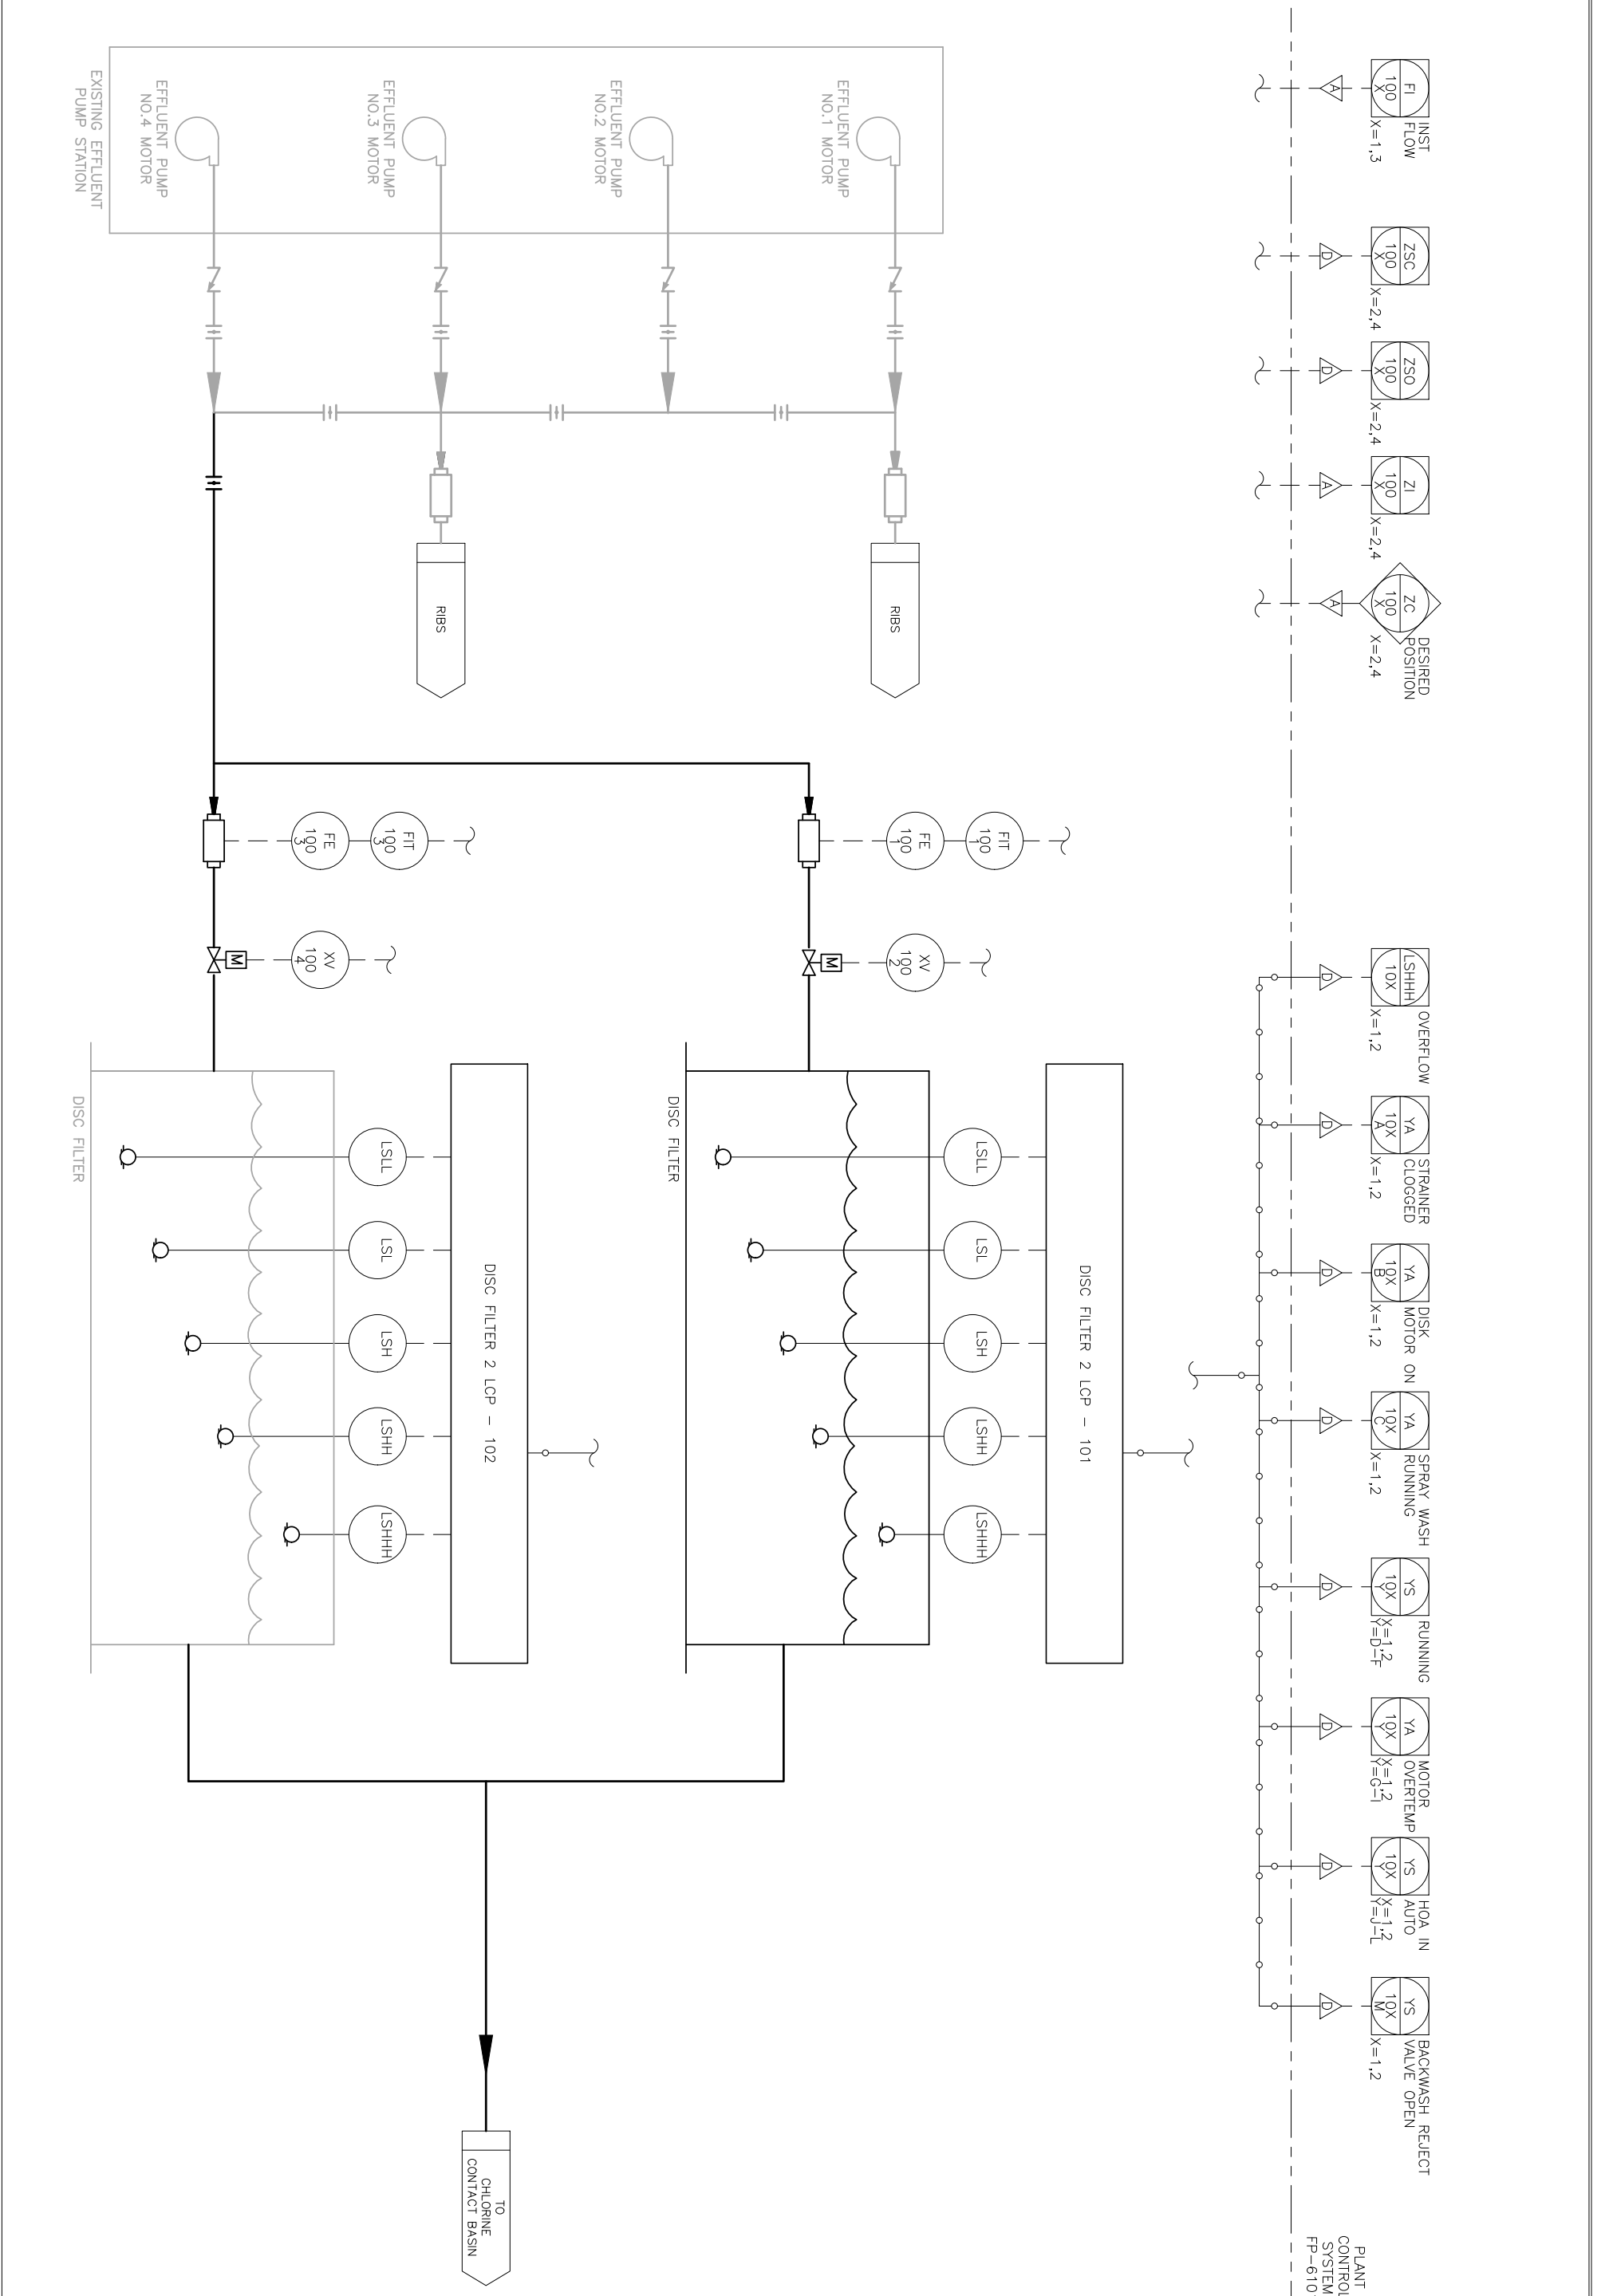 INST
FLOW
FI
100
X
X=1,3
ZSC
100
X
X=2,4
ZSO
100
X
X=2,4
ZI
100
X
X=2,4
DESIRED
POSITION
ZC
100
X
X=2,4
OVERFLOW
LSHHH
10X
X=1,2
STRAINER
CLOGGED
YA
10X
A
X=1,2
DISK
MOTOR ON
YA
10X
B
X=1,2
SPRAY WASH
RUNNING
YA
10X
C
X=1,2
RUNNING
YS
10X
Y
X=1,2
Y=D-F
MOTOR
OVERTEMP
YA
10X
Y
X=1,2
Y=G-I
HOA IN
AUTO
YS
10X
Y
X=1,2
Y=J-L
BACKWASH REJECT
VALVE OPEN
YS
10X
M
X=1,2
A
D
D
A
A
D
D
D
D
D
D
D
D
PLANT
CONTROL
SYSTEM
FP-610
EFFLUENT PUMP
NO.1 MOTOR
EFFLUENT PUMP
NO.2 MOTOR
EFFLUENT PUMP
NO.3 MOTOR
EFFLUENT PUMP
NO.4 MOTOR
EXISTING EFFLUENT
PUMP STATION
RIBS
RIBS
FIT
100
1
FE
100
1
XV
100
2
M
DISC FILTER 2 LCP - 101
LSLL
LSL
LSH
LSHH
LSHHH
DISC FILTER
FIT
100
3
FE
100
3
XV
100
4
M
DISC FILTER 2 LCP - 102
LSLL
LSL
LSH
LSHH
LSHHH
DISC FILTER
TO
CHLORINE
CONTACT BASIN